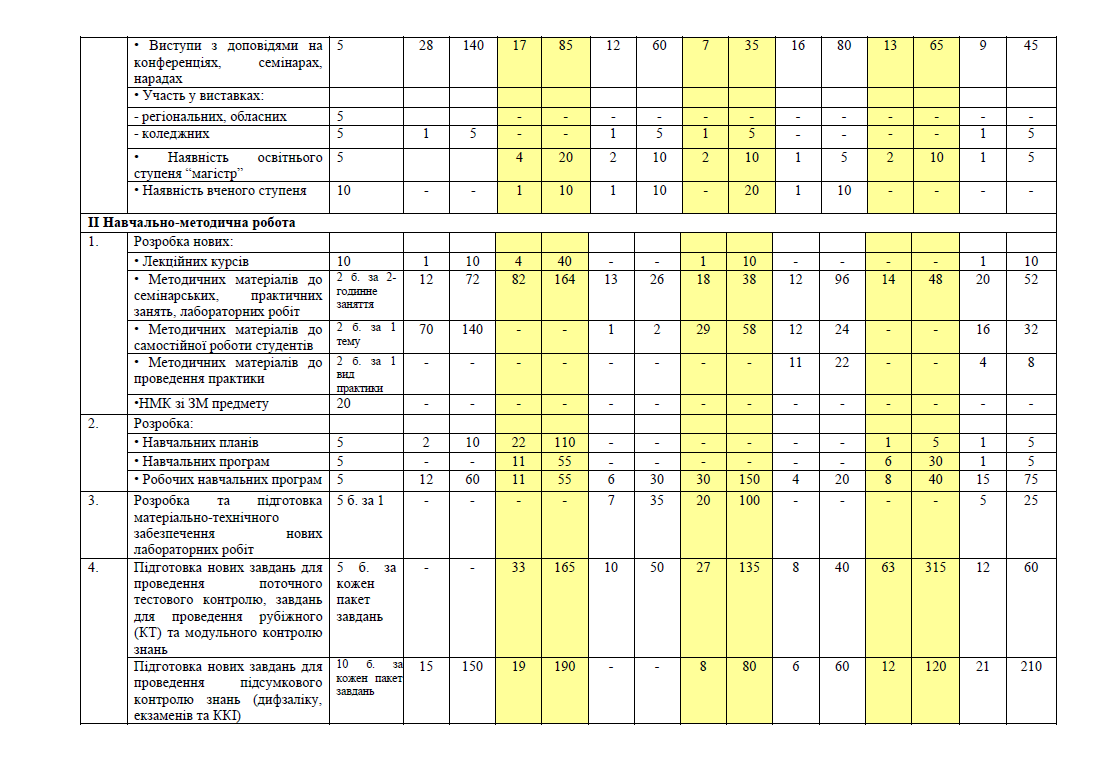 • Виступи з доповідями на 5 28 140 17 85 12 60 7 35 16 80 13 65 9 45
конференціях, семінарах,
нарадах
• Участь у виставках:
- регіональних, обласних 5 - - - - - - - - - - - -
- коледжних 5 1 5 - - 1 5 1 5 - - - - 1 5
• Наявність освітнього 5 4 20 2 10 2 10 1 5 2 10 1 5
ступеня “магістр”
• Наявність вченого ступеня 10 - - 1 10 1 10 - 20 1 10 - - - -
ІІ Навчально-методична робота
1. Розробка нових:
• Лекційних курсів 10 1 10 4 40 - - 1 10 - - - - 1 10
• Методичних матеріалів до 2 б. за 2- 12 72 82 164 13 26 18 38 12 96 14 48 20 52
семінарських, практичних годинне
занять, лабораторних робіт заняття
• Методичних матеріалів до 2 б. за 1 70 140 - - 1 2 29 58 12 24 - - 16 32
самостійної роботи студентів тему
• Методичних матеріалів до 2 б. за 1 - - - - - - - - 11 22 - - 4 8
проведення практики вид
практики
•НМК зі ЗМ предмету 20 - - - - - - - - - - - - - -
2. Розробка:
• Навчальних планів 5 2 10 22 110 - - - - - - 1 5 1 5
• Навчальних програм 5 - - 11 55 - - - - - - 6 30 1 5
• Робочих навчальних програм 5 12 60 11 55 6 30 30 150 4 20 8 40 15 75
3. Розробка та підготовка 5 б. за 1 - - - - 7 35 20 100 - - - - 5 25
матеріально-технічного
забезпечення нових
лабораторних робіт
4. Підготовка нових завдань для 5 б. за - - 33 165 10 50 27 135 8 40 63 315 12 60
проведення поточного кожен
тестового контролю, завдань пакет
для проведення рубіжного завдань
(КТ) та модульного контролю
знань
Підготовка нових завдань для 10 б. за 15 150 19 190 - - 8 80 6 60 12 120 21 210
проведення підсумкового кожен пакет
контролю знань (дифзаліку, завдань
екзаменів та ККІ)